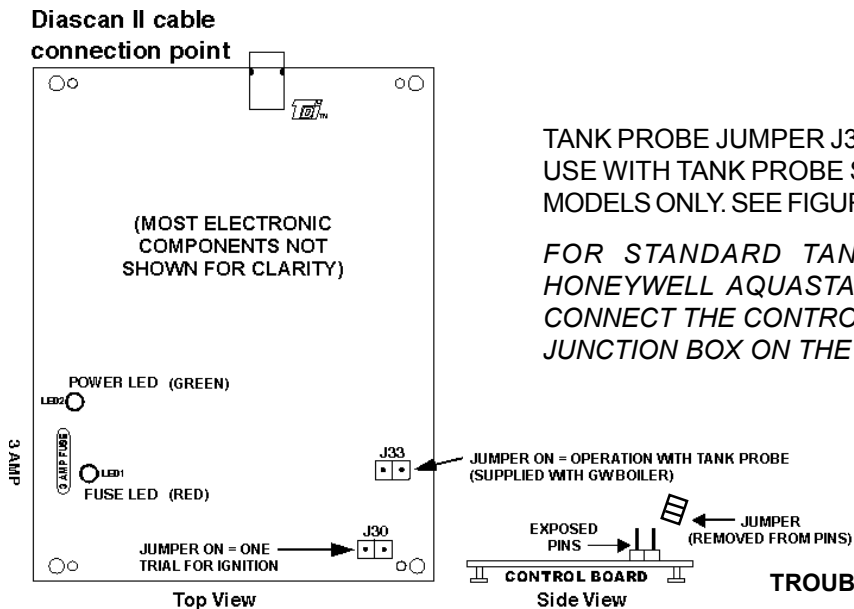 Diascan II cable
connection point
TDI TM
TANK PROBE JUMPER J3
USE WITH TANK PROBE S
MODELS ONLY. SEE FIGUR
(MOST ELECTRONIC
COMPONENTS NOT
SHOWN FOR CLARITY)
FOR STANDARD TAN
HONEYWELL AQUASTA
CONNECT THE CONTRO
JUNCTION BOX ON THE
POWER LED (GREEN)
LED2
3 AMP
3 AMP FUSE
LED1
FUSE LED (RED)
J33
JUMPER ON = OPERATION WITH TANK PROBE
(SUPPLIED WITH GW BOILER)
J30
JUMPER ON = ONE
TRIAL FOR IGNITION
EXPOSED
PINS
JUMPER
(REMOVED FROM PINS)
CONTROL BOARD
TROUB
Top View
Side View